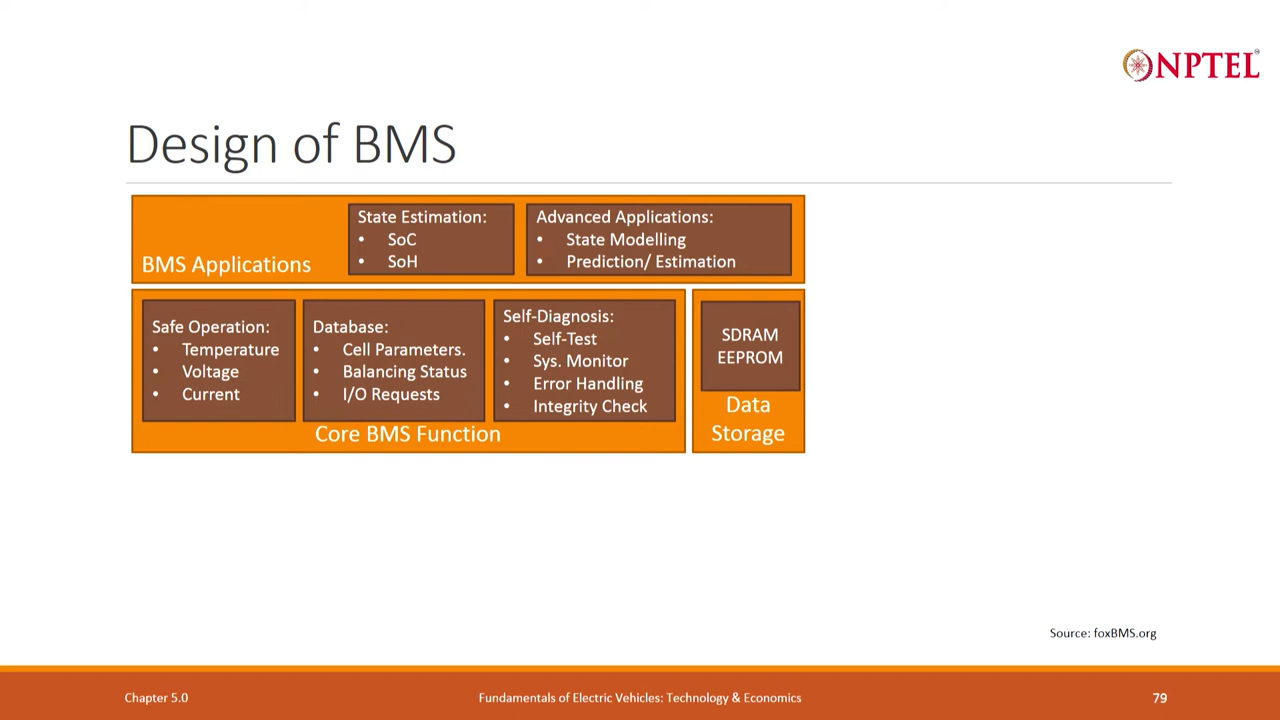 NPTEL
Design of BMS
BMS Applications
State Estimation:
• SoC
• SoH
Advanced Applications:
• State Modelling
• Prediction/ Estimation
Safe Operation:
• Temperature
• Voltage
• Current
Database:
• Cell Parameters.
• Balancing Status
• I/O Requests
Self-Diagnosis:
• Self-Test
• Sys. Monitor
• Error Handling
• Integrity Check
Core BMS Function
SDRAM
EEPROM
Data
Storage
Source: foxBMS.org
Chapter 5.0
Fundamentals of Electric Vehicles: Technology & Economics
79